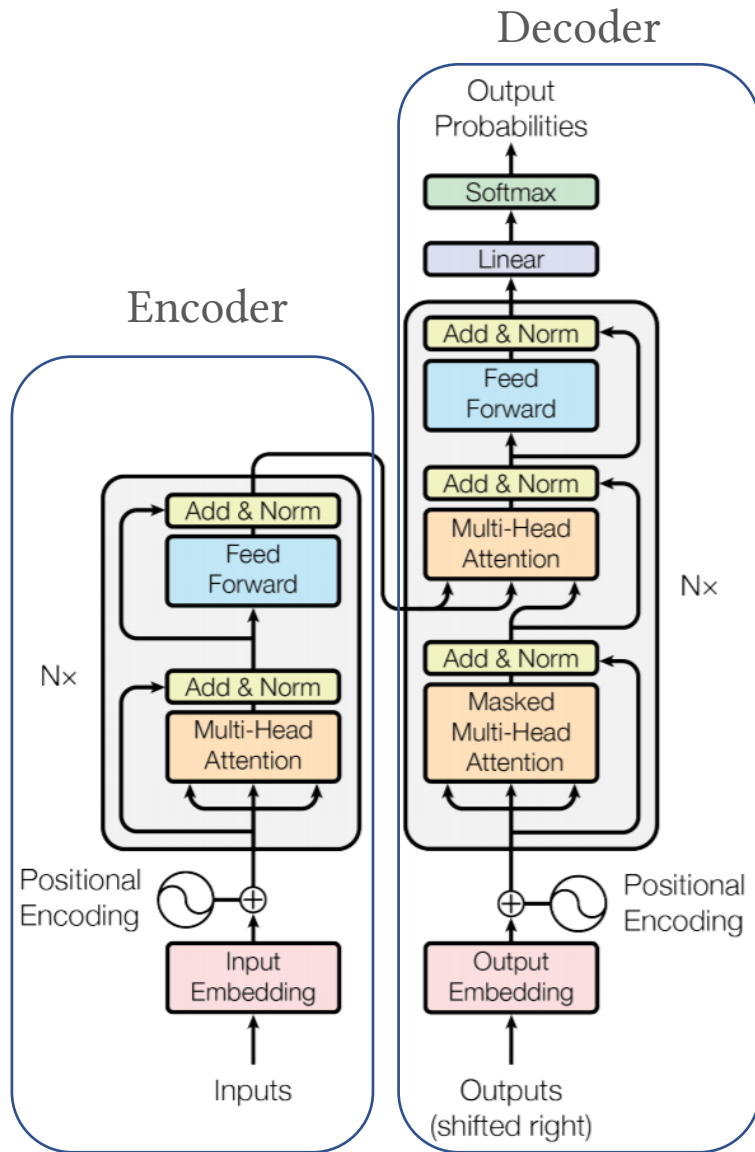 Decoder
Output
Probabilities
Softmax
Linear
Add & Norm
Feed
Forward
Add & Norm
Multi-Head
Attention
Nx
Add & Norm
Masked
Multi-Head
Attention
Positional
Encoding
Output
Embedding
Outputs
(shifted right)
Encoder
Add & Norm
Feed
Forward
Nx
Add & Norm
Multi-Head
Attention
Positional
Encoding
Input
Embedding
Inputs